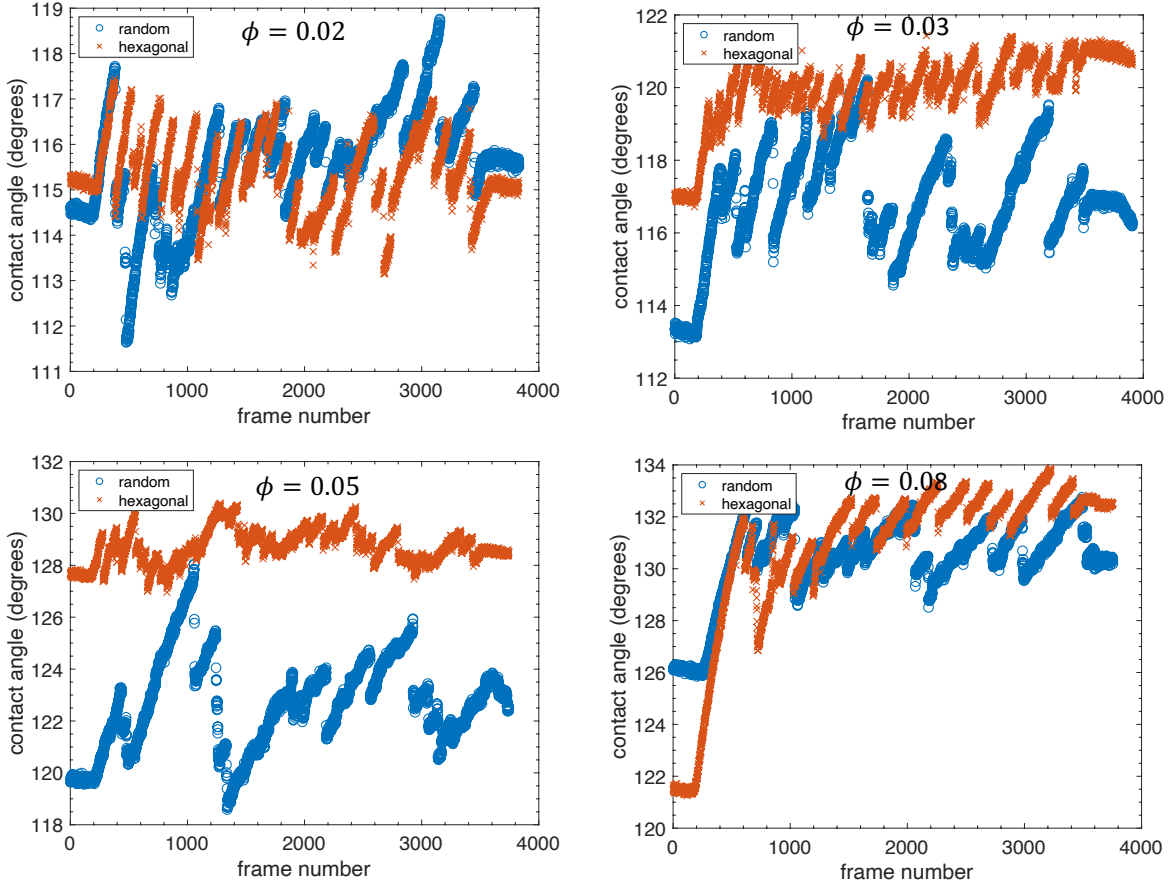 119
118
117
116
115
114
113
112
111
contact angle (degrees)
random
hexagonal
ϕ = 0.02
0 1000 2000 3000 4000
frame number
122
120
118
116
114
112
contact angle (degrees)
random
hexagonal
ϕ = 0.03
0 1000 2000 3000 4000
frame number
132
130
128
126
124
122
120
118
contact angle (degrees)
random
hexagonal
ϕ = 0.05
0 1000 2000 3000 4000
frame number
134
132
130
128
126
124
122
120
contact angle (degrees)
random
hexagonal
ϕ = 0.08
0 1000 2000 3000 4000
frame number